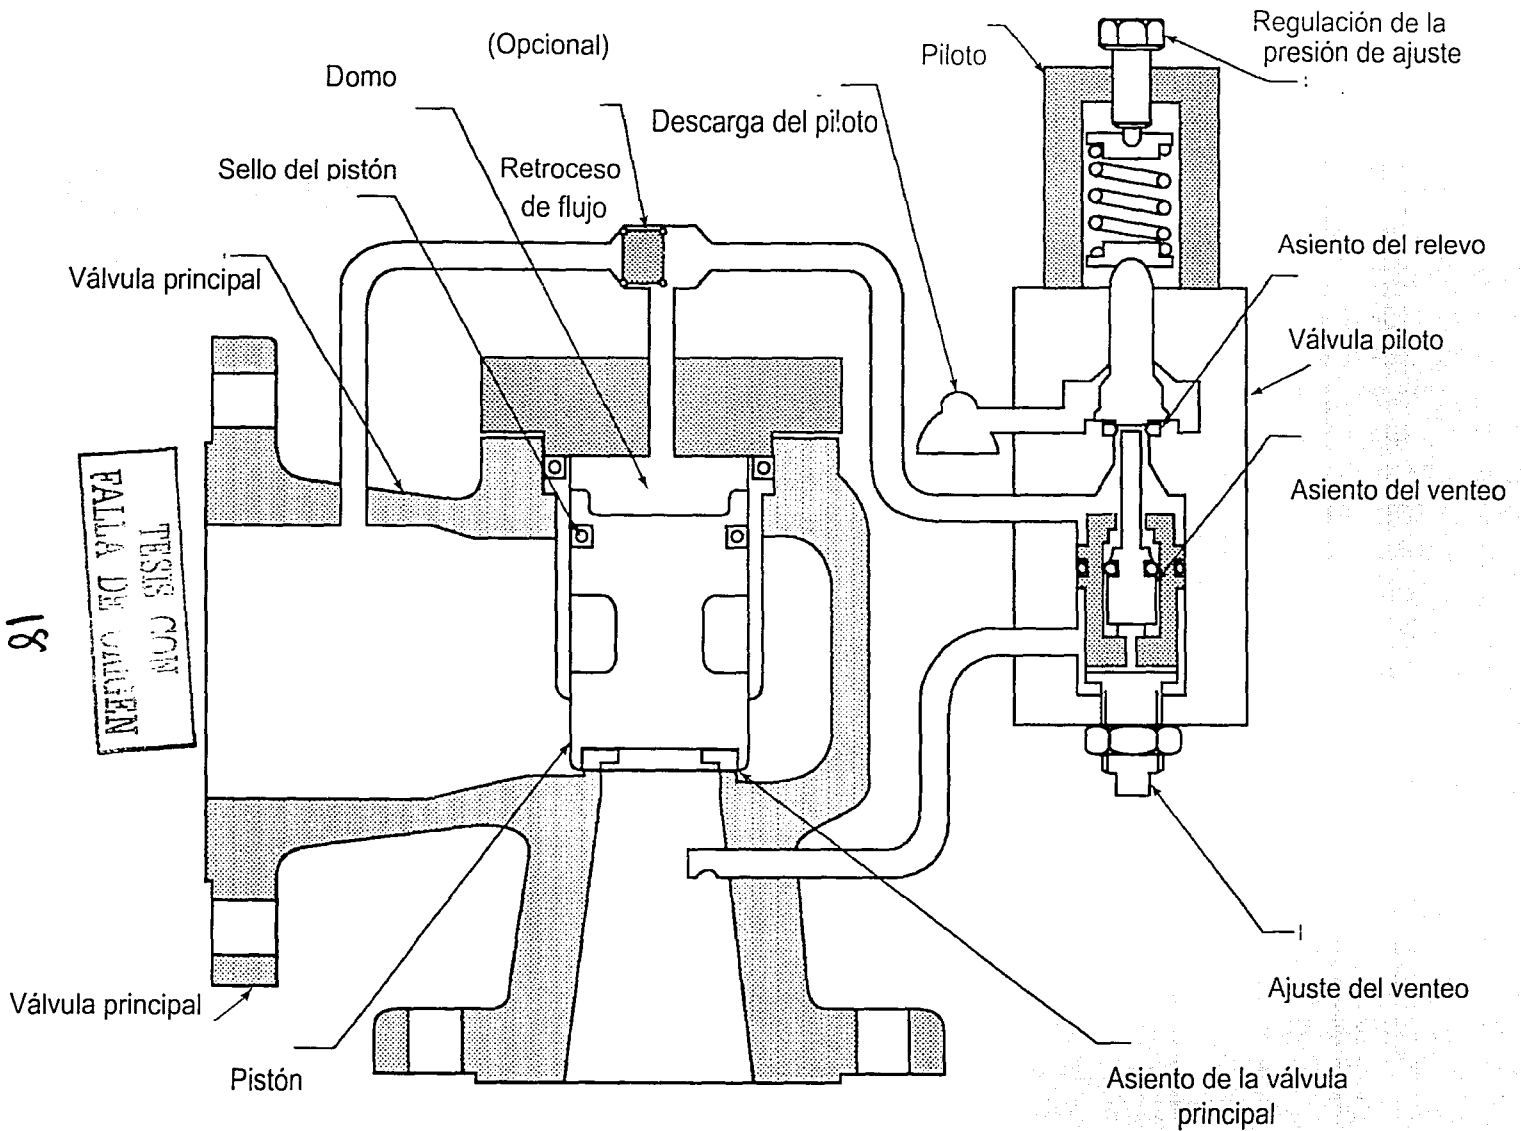 Regulación de la
presión de ajuste
(Opcional)
Piloto
Domo
Descarga del piloto
Sello del pistón
Retroceso
de flujo
Asiento del relevo
Válvula principal
Válvula piloto
Asiento del venteo
TESIS CON
FALLA DE ORIGEN
18
Ajuste del venteo
Válvula principal
Pistón
Asiento de la válvula
principal